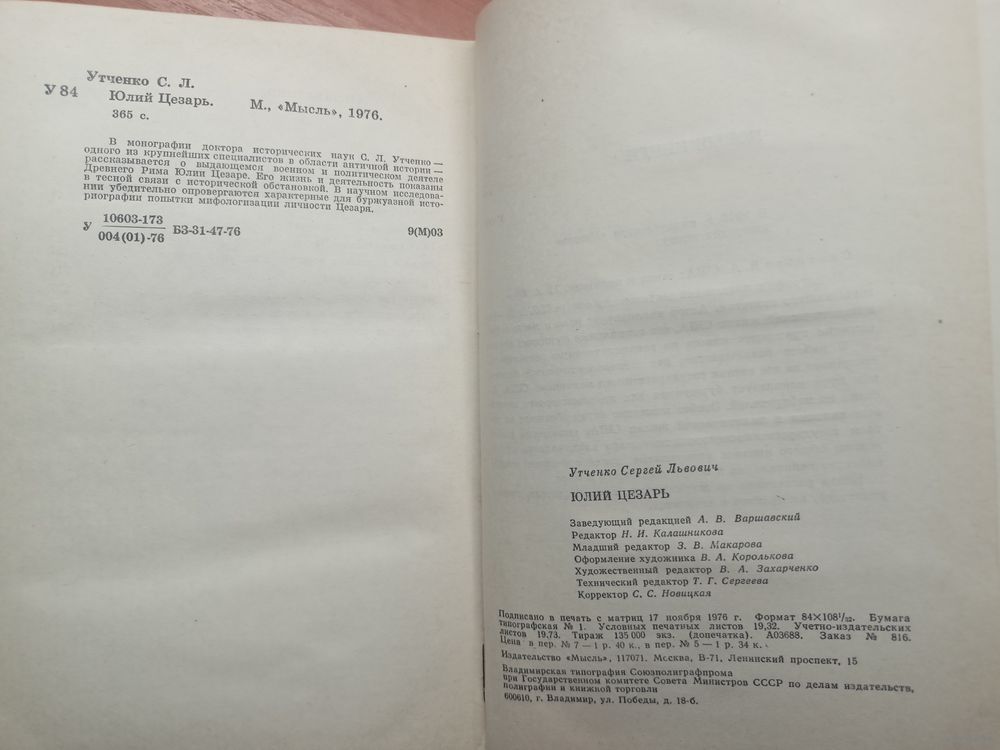 Утченко С. Л.
У 84
Юлий Цезарь. М., «Мысль», 1976.
365 с.
В монографии доктора исторических наук С. Л. Утченко —
одного из крупнейших специалистов в области античной истории —
рассказывается о выдающемся военном и политическом деятеле
Древнего Рима Юлии Цезаре. Его жизнь и деятельность показаны
в тесной связи с исторической обстановкой. В научном исследова-
нии убедительно опровергаются характерные для буржуазной исто-
риографии попытки мифологизации личности Цезаря.
У 10603-173
004(01)-76 БЗ-31-47-76 9(М)03
Утченко Сергей Львович
ЮЛИЙ ЦЕЗАРЬ
Заведующий редакцией А. В. Варшавский
Редактор Н. И. Калашникова
Младший редактор З. В. Макарова
Оформление художника В. А. Королькова
Художественный редактор В. А. Захарченко
Технический редактор Т. Г. Сергеева
Корректор С. С. Новицкая
Подписано в печать с матриц 17 ноября 1976 г. Формат 84×108¹/₃₂. Бумага
типографская № 1. Условных печатных листов 19,32. Учетно-издательских
листов 19,73. Тираж 135 000 экз. (допечатка). А03688. Заказ № 816.
Цена в пер. № 7 — 1 р. 40 к., в пер. № 5 — 1 р. 34 к.
Издательство «Мысль», 117071. Москва, В-71, Ленинский проспект, 15
Владимирская типография Союзполиграфпрома
при Государственном комитете Совета Министров СССР по делам издательств,
полиграфии и книжной торговли
600610, г. Владимир, ул. Победы, д. 18-б.